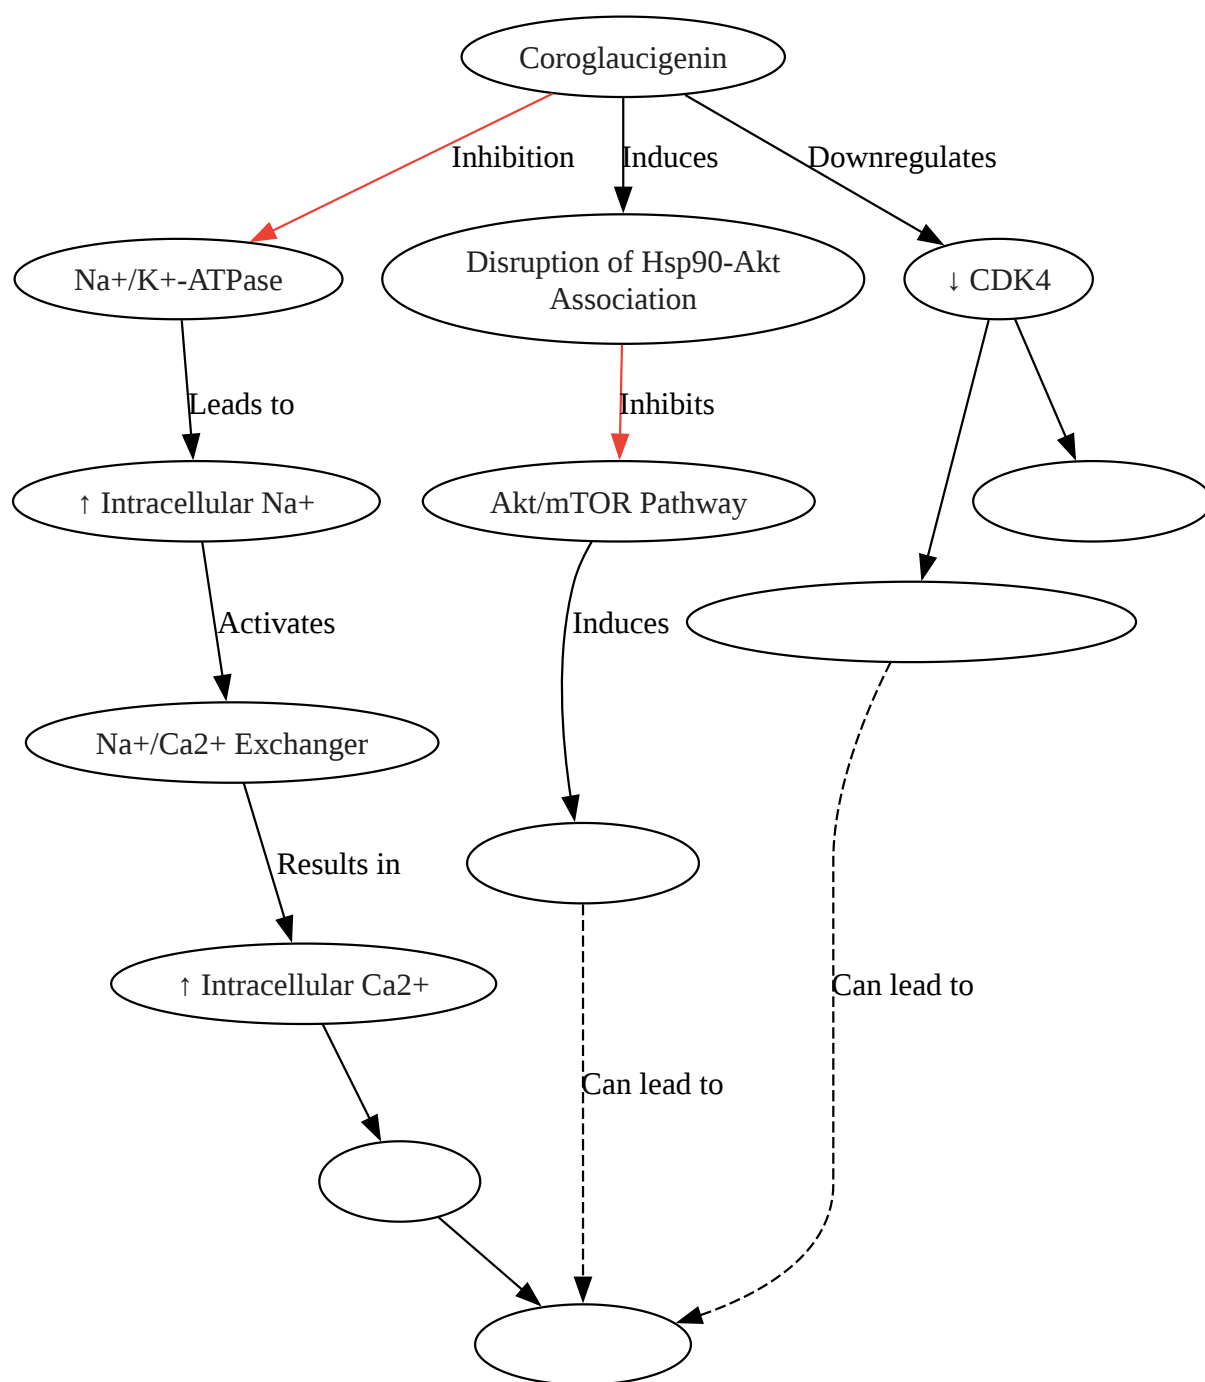 Coroglaucigenin
Inhibition
Induces
Downregulates
Na+/K+-ATPase
Disruption of Hsp90-Akt
Association
↓ CDK4
Leads to
Inhibits
↑ Intracellular Na+
Akt/mTOR Pathway
Activates
Induces
Na+/Ca2+ Exchanger
Results in
↑ Intracellular Ca2+
Can lead to
Can lead to